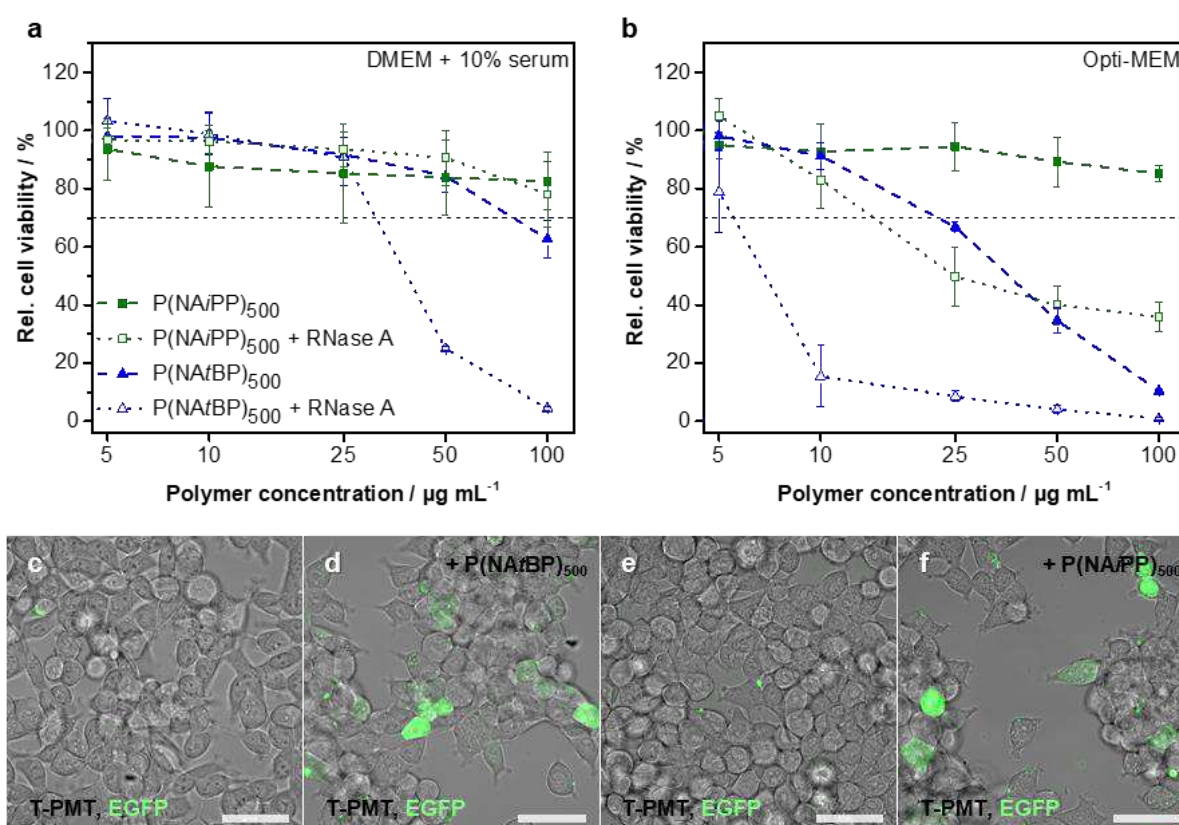 a
DMEM + 10% serum
Rel. cell viability / %
120
100
80
60
40
20
0
P(NAiPP)500
P(NAiPP)500 + RNase A
P(NAtBP)500
P(NAtBP)500 + RNase A
5 10 25 50 100
Polymer concentration / µg mL-1
b
Opti-MEM
Rel. cell viability / %
120
100
80
60
40
20
0
5 10 25 50 100
Polymer concentration / µg mL-1
c
T-PMT, EGFP
d
+ P(NAtBP)500
T-PMT, EGFP
e
T-PMT, EGFP
f
+ P(NAiPP)500
T-PMT, EGFP